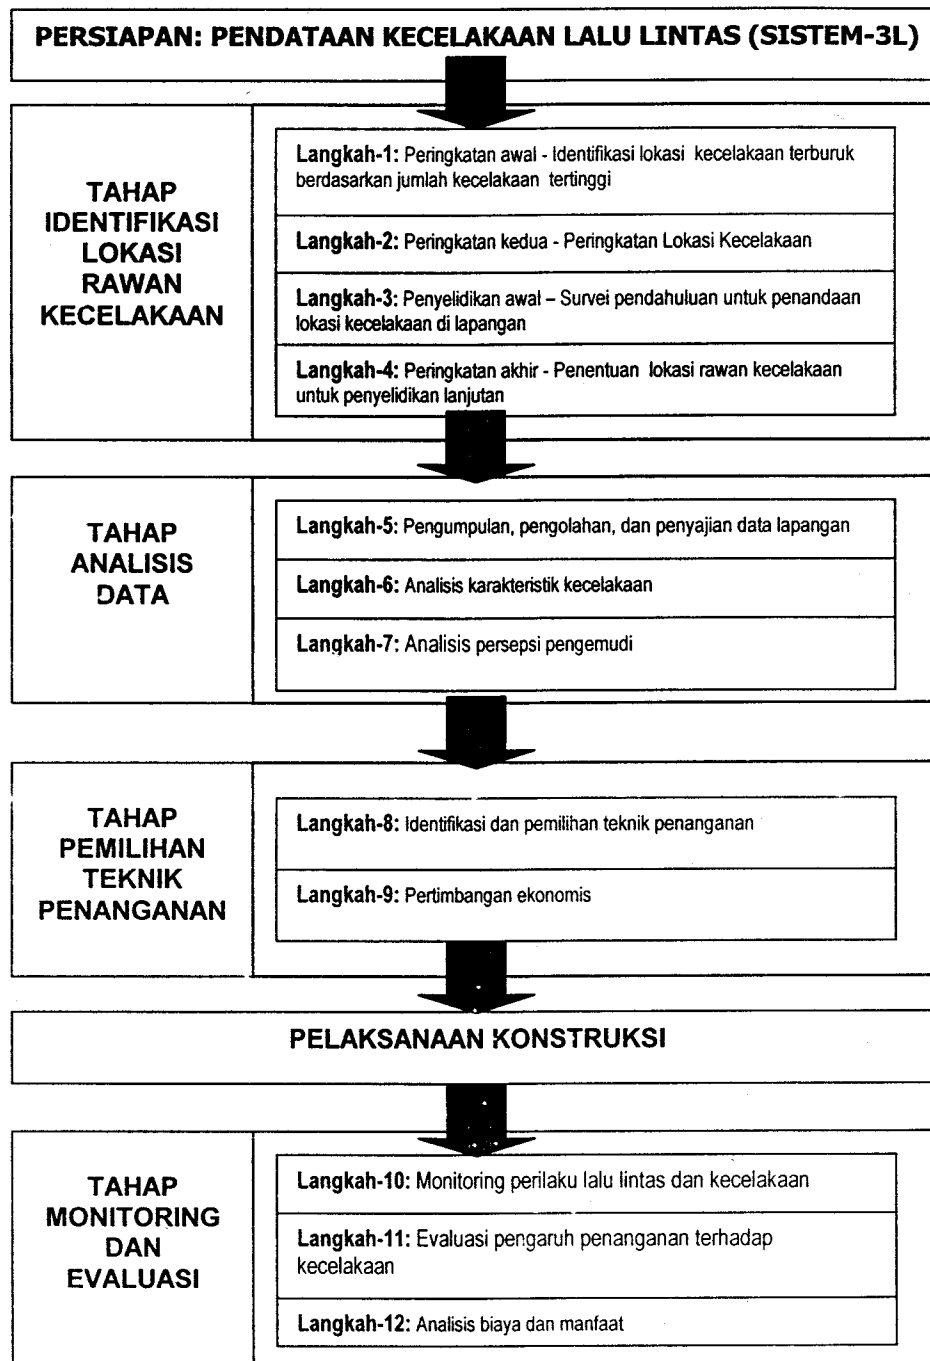 PERSIAPAN: PENDATAAN KECELAKAAN LALU LINTAS (SISTEM-3L)
TAHAP
IDENTIFIKASI
LOKASI
RAWAN
KECELAKAAN
Langkah-1: Peringkatan awal - Identifikasi lokasi kecelakaan terburuk
berdasarkan jumlah kecelakaan tertinggi
Langkah-2: Peringkatan kedua - Peringkatan Lokasi Kecelakaan
Langkah-3: Penyelidikan awal – Survei pendahuluan untuk penandaan
lokasi kecelakaan di lapangan
Langkah-4: Peringkatan akhir - Penentuan lokasi rawan kecelakaan
untuk penyelidikan lanjutan
TAHAP
ANALISIS
DATA
Langkah-5: Pengumpulan, pengolahan, dan penyajian data lapangan
Langkah-6: Analisis karakteristik kecelakaan
Langkah-7: Analisis persepsi pengemudi
TAHAP
PEMILIHAN
TEKNIK
PENANGANAN
Langkah-8: Identifikasi dan pemilihan teknik penanganan
Langkah-9: Pertimbangan ekonomis
PELAKSANAAN KONSTRUKSI
TAHAP
MONITORING
DAN
EVALUASI
Langkah-10: Monitoring perilaku lalu lintas dan kecelakaan
Langkah-11: Evaluasi pengaruh penanganan terhadap
kecelakaan
Langkah-12: Analisis biaya dan manfaat